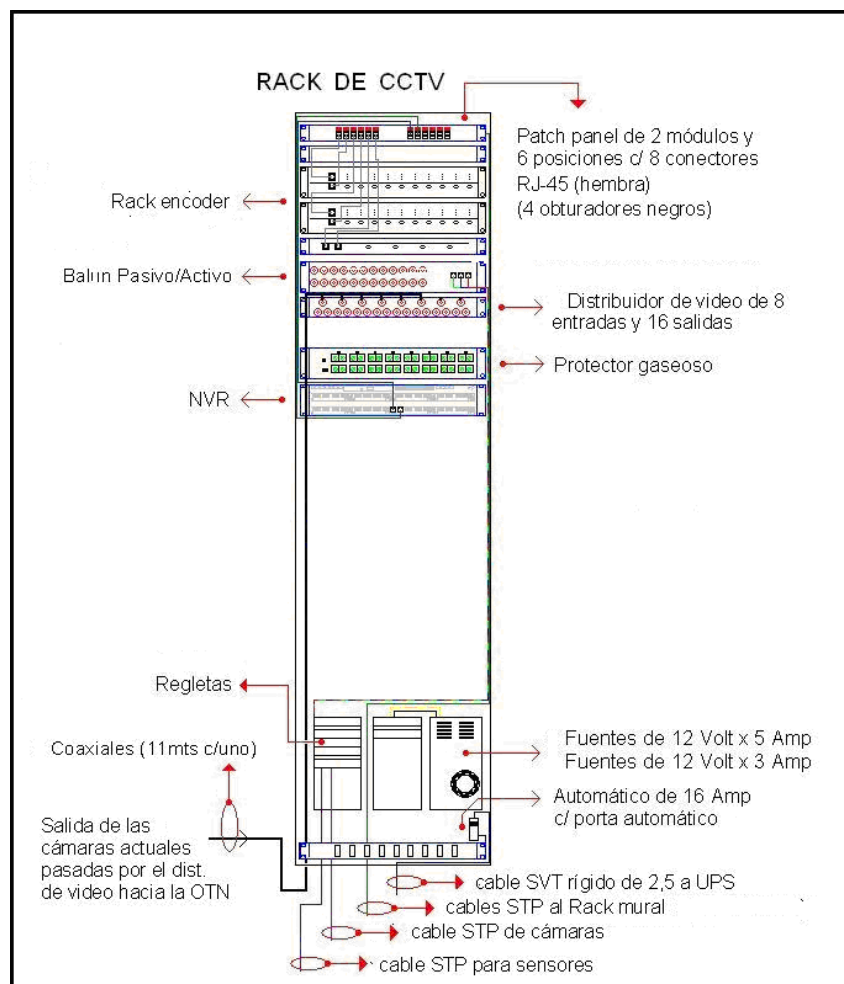 RACK DE CCTV
Patch panel de 2 módulos y
6 posiciones c/ 8 conectores
RJ-45 (hembra)
(4 obturadores negros)
Rack encoder
Balun Pasivo/Activo
Distribuidor de video de 8
entradas y 16 salidas
Protector gaseoso
NVR
Regletas
Coaxiales (11mts c/uno)
Fuentes de 12 Volt x 5 Amp
Fuentes de 12 Volt x 3 Amp
Automático de 16 Amp
c/ porta automático
Salida de las
cámaras actuales
pasadas por el dist.
de video hacia la OTN
cable SVT rígido de 2,5 a UPS
cables STP al Rack mural
cable STP de cámaras
cable STP para sensores